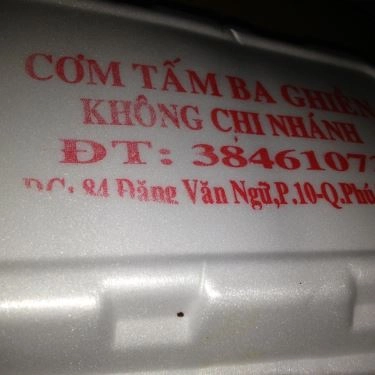 CƠM TẤM BA GHIỀN
KHÔNG CHI NHÁNH
ĐT: 3846107
ĐC: 84 Đặng Văn Ngữ,P.10-Q.Phú